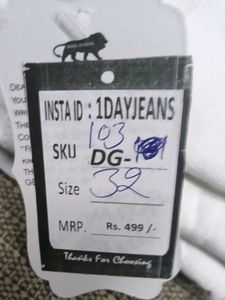 INSTA ID : 1DAYJEANS
103
SKU DG-
Size 32
MRP. Rs. 499 /-
Thanks For Choosing